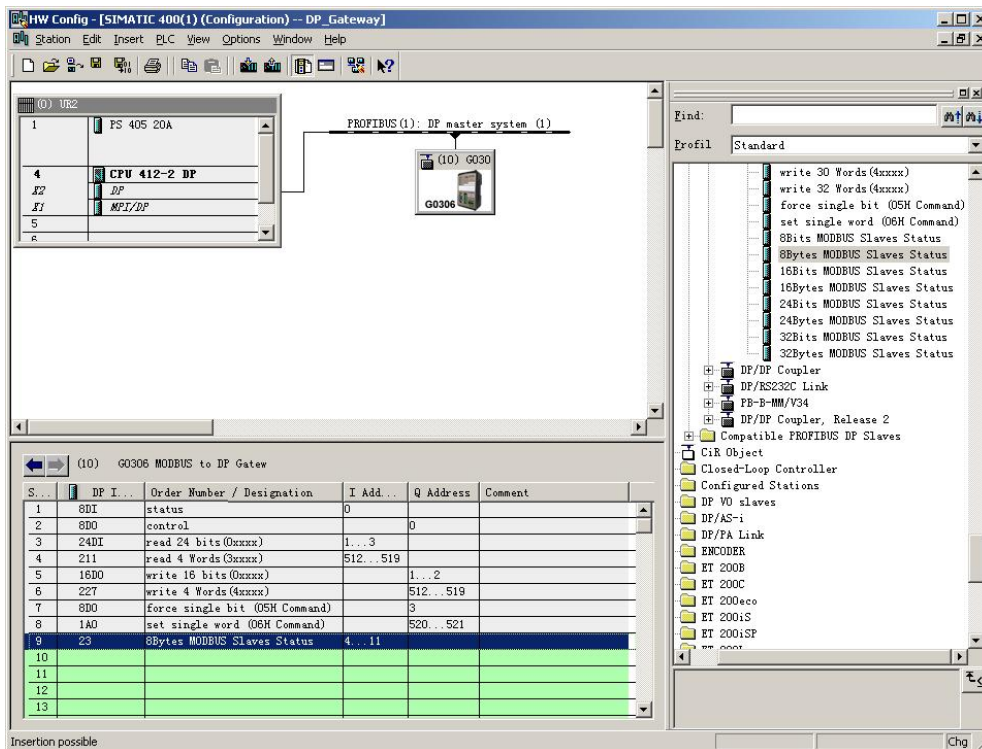 HW Config - [SIMATIC 400(1) (Configuration) -- DP_Gateway]
Station Edit Insert PLC View Options Window Help
(0) UR2
1 PS 405 20A
4 CPU 412-2 DP
X2 DP
X1 MPI/DP
5
6
PROFIBUS(1): DP master system (1)
(10) G030
G0306
Find:
Profil Standard
write 30 Words(4xxxx)
write 32 Words(4xxxx)
force single bit (05H Command)
set single word (06H Command)
8Bits MODBUS Slaves Status
8Bytes MODBUS Slaves Status
16Bits MODBUS Slaves Status
16Bytes MODBUS Slaves Status
24Bits MODBUS Slaves Status
24Bytes MODBUS Slaves Status
32Bits MODBUS Slaves Status
32Bytes MODBUS Slaves Status
DP/DP Coupler
DP/RS232C Link
PB-B-MM/V34
DP/DP Coupler, Release 2
Compatible PROFIBUS DP Slaves
CiR Object
Closed-Loop Controller
Configured Stations
DP V0 slaves
DP/AS-i
DP/PA Link
ENCODER
ET 200B
ET 200C
ET 200eco
ET 200iS
ET 200iSP
(10) G0306 MODBUS to DP Gatew
S... DP I... Order Number / Designation I Add... Q Address Comment
1 8DI status 0
2 8DO control 0
3 24DI read 24 bits(0xxxx) 1...3
4 211 read 4 Words(3xxxx) 512...519
5 16DO write 16 bits(0xxxx) 1...2
6 227 write 4 Words(4xxxx) 512...519
7 8DO force single bit (05H Command) 3
8 1AO set single word (06H Command) 520...521
9 23 8Bytes MODBUS Slaves Status 4...11
10
11
12
13
Insertion possible
Chg